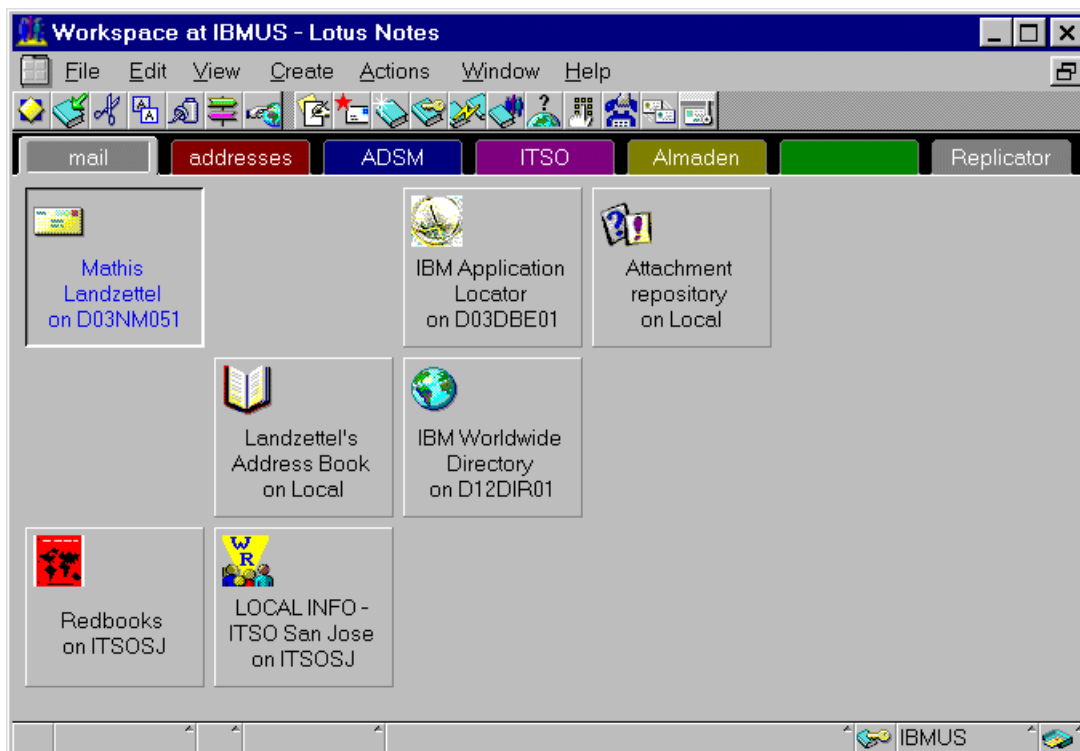 Workspace at IBMUS - Lotus Notes
File Edit View Create Actions Window Help
mail addresses ADSM ITSO Almaden Replicator
Mathis
Landzettel
on D03NM051
IBM Application
Locator
on D03DBE01
Attachment
repository
on Local
Landzettel's
Address Book
on Local
IBM Worldwide
Directory
on D12DIR01
Redbooks
on ITSOSJ
W
R
LOCAL INFO -
ITSO San Jose
on ITSOSJ
IBMUS